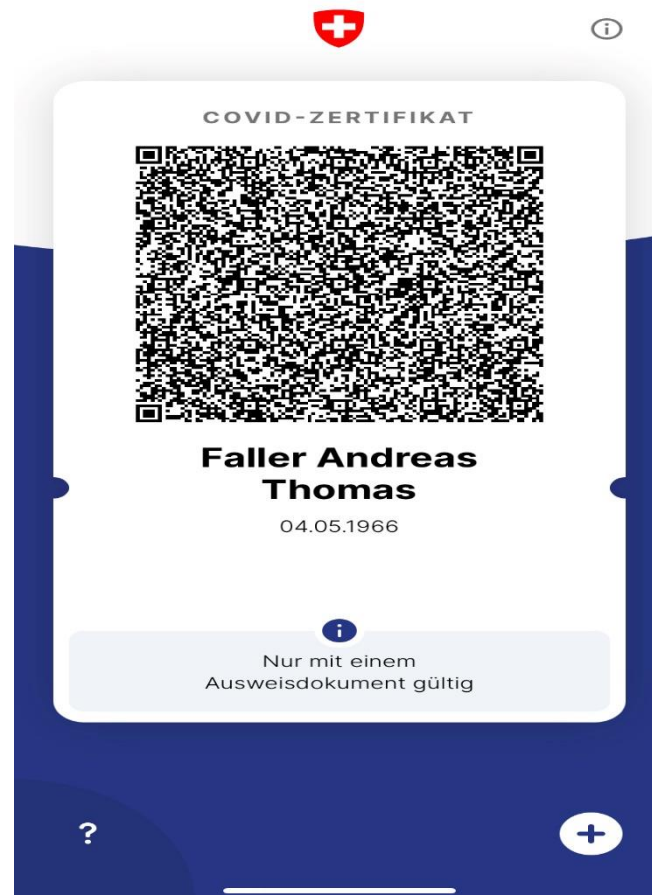 COVID-ZERTIFIKAT
Faller Andreas
Thomas
04.05.1966
i
Nur mit einem
Ausweisdokument gültig
?